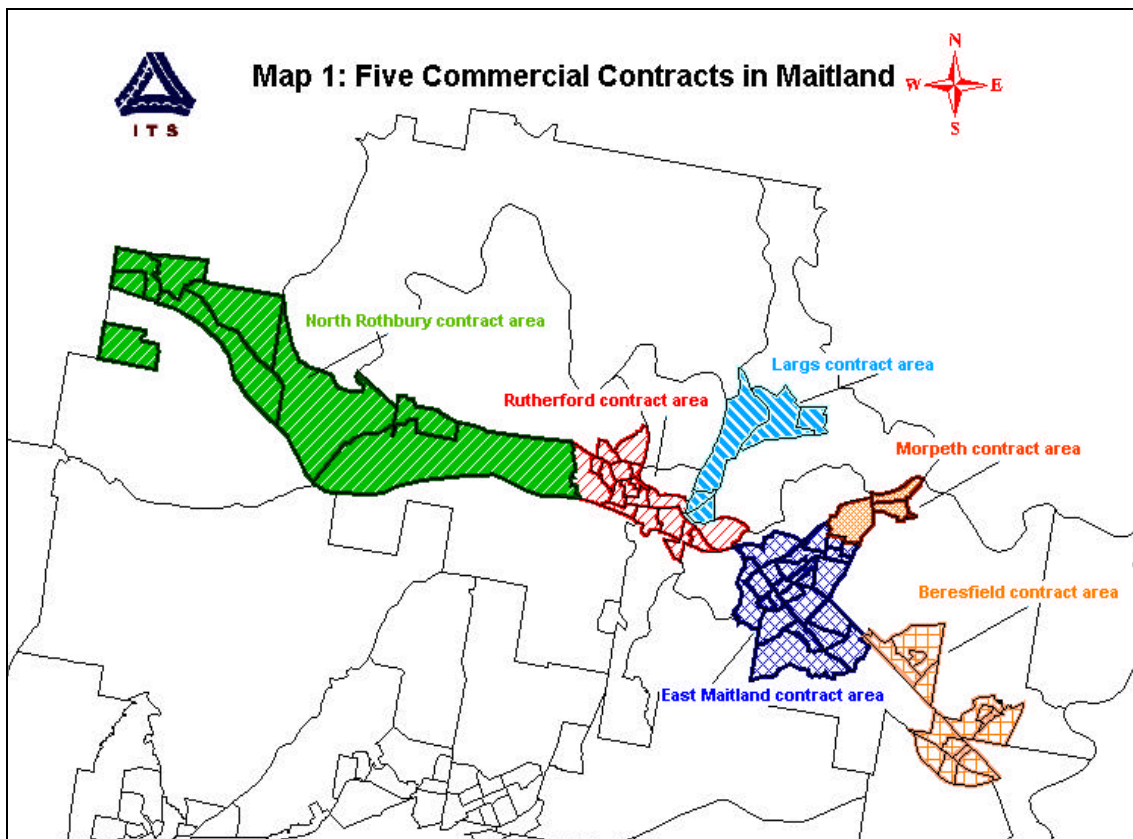 Map 1: Five Commercial Contracts in Maitland
N
W
E
S
I T S
North Rothbury contract area
Largs contract area
Rutherford contract area
Morpeth contract area
Beresfield contract area
East Maitland contract area